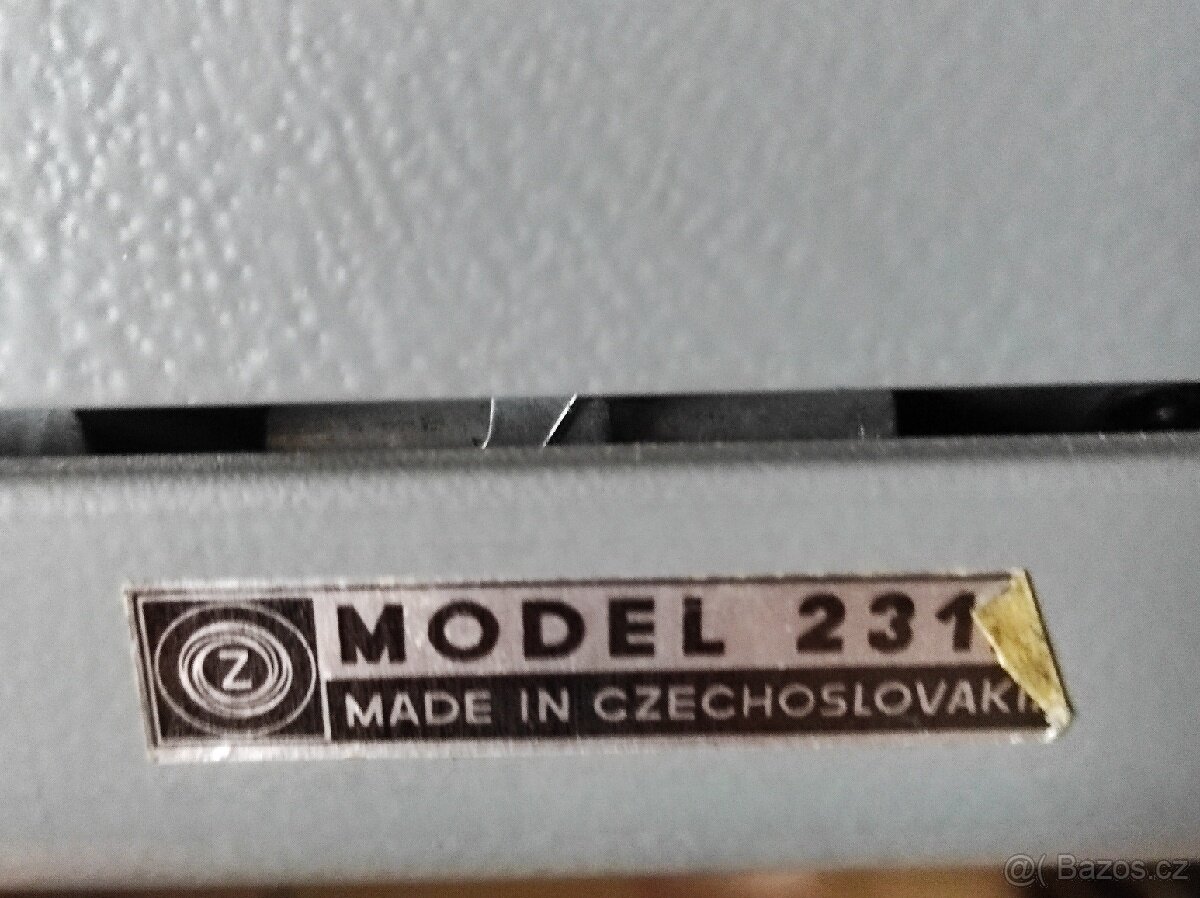 Z
MODEL 231
MADE IN CZECHOSLOVAKI
@( Bazos.cz